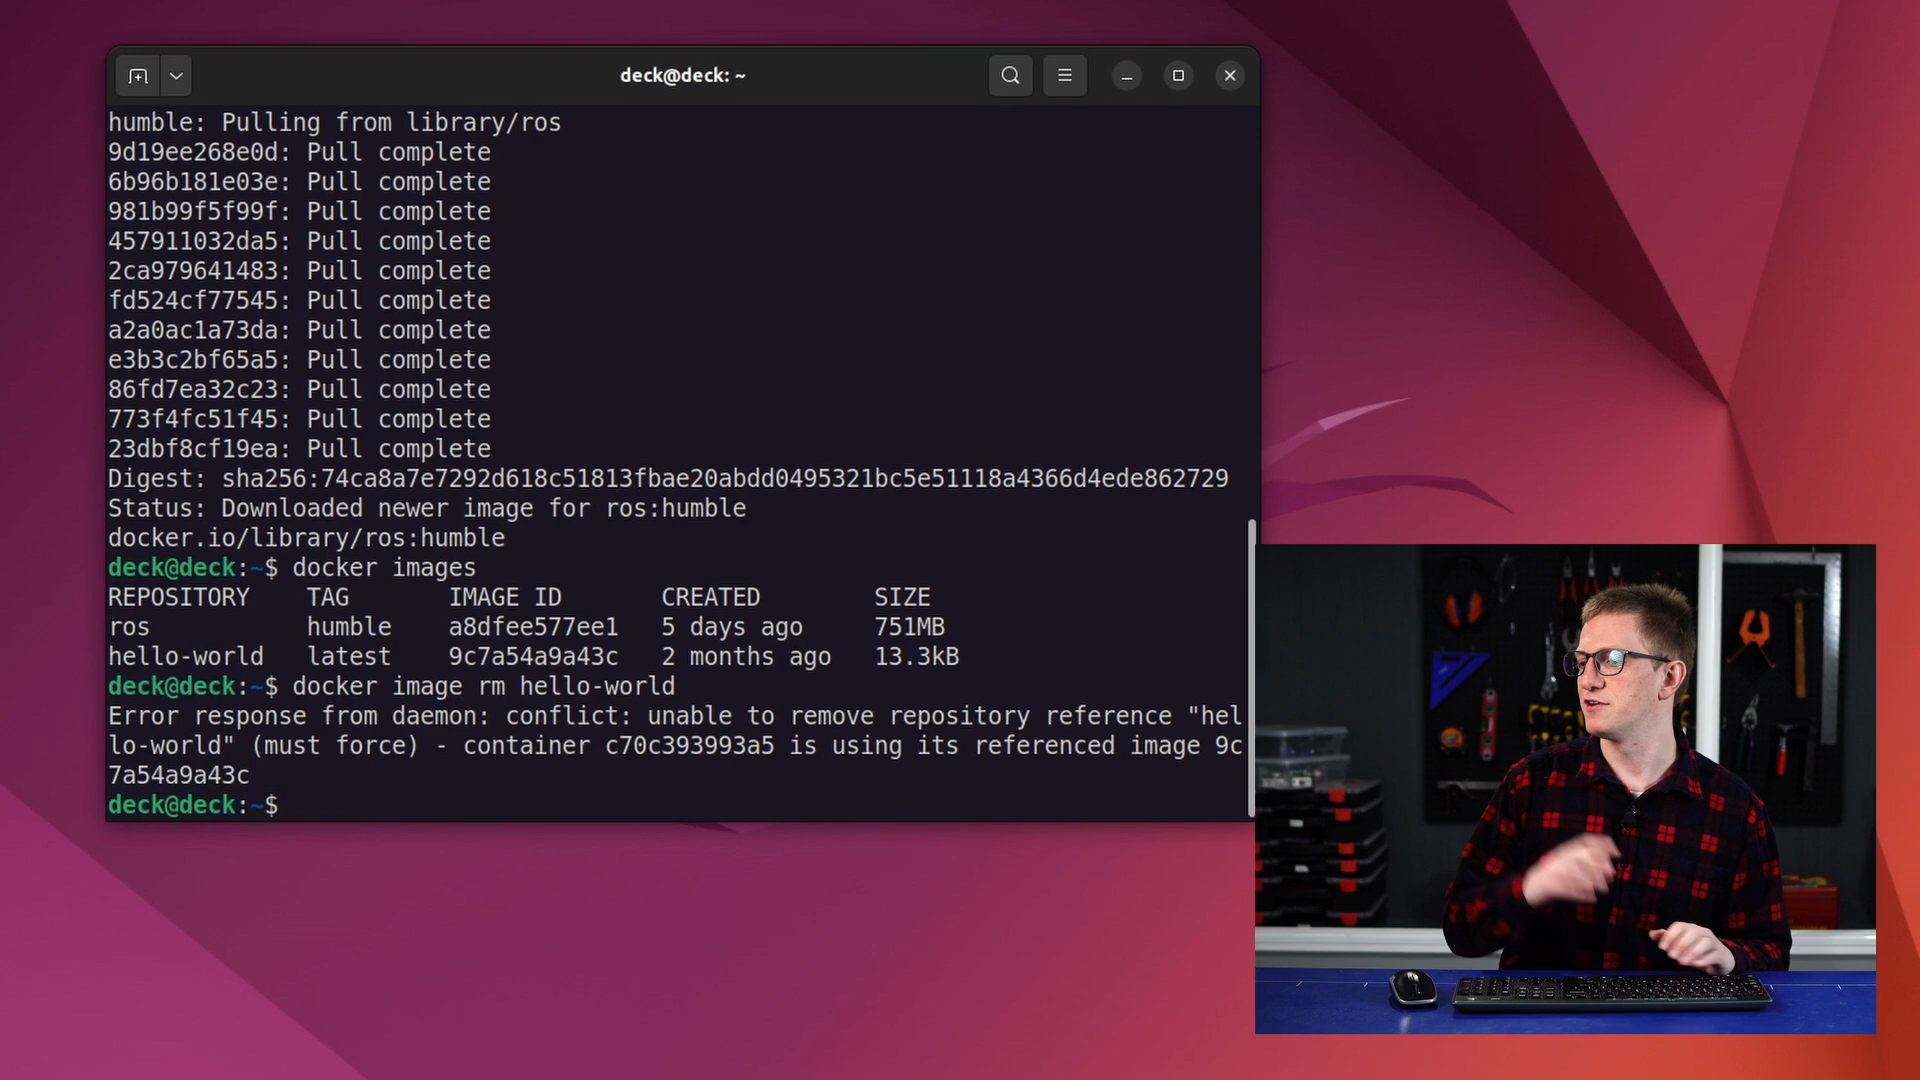 deck@deck: ~
humble: Pulling from library/ros
9d19ee268e0d: Pull complete
6b96b181e03e: Pull complete
981b99f5f99f: Pull complete
457911032da5: Pull complete
2ca979641483: Pull complete
fd524cf77545: Pull complete
a2a0ac1a73da: Pull complete
e3b3c2bf65a5: Pull complete
86fd7ea32c23: Pull complete
773f4fc51f45: Pull complete
23dbf8cf19ea: Pull complete
Digest: sha256:74ca8a7e7292d618c51813fbae20abdd0495321bc5e51118a4366d4ede862729
Status: Downloaded newer image for ros:humble
docker.io/library/ros:humble
deck@deck:~$ docker images
REPOSITORY TAG IMAGE ID CREATED SIZE
ros humble a8dfee577ee1 5 days ago 751MB
hello-world latest 9c7a54a9a43c 2 months ago 13.3kB
deck@deck:~$ docker image rm hello-world
Error response from daemon: conflict: unable to remove repository reference "hel
lo-world" (must force) - container c70c393993a5 is using its referenced image 9c
7a54a9a43c
deck@deck:~$